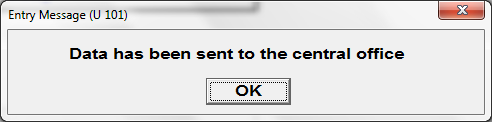 Entry Message (U 101)
Data has been sent to the central office
OK